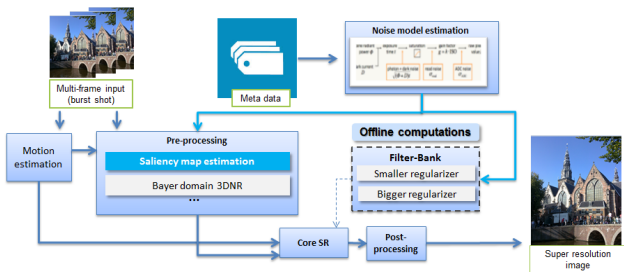 Noise model estimation
Multi-frame input
(burst shot)
Meta data
Motion
estimation
Pre-processing
Saliency map estimation
Bayer domain 3DNR
...
Offline computations
Filter-Bank
Smaller regularizer
Bigger regularizer
Core SR
Post-
processing
Super resolution
image